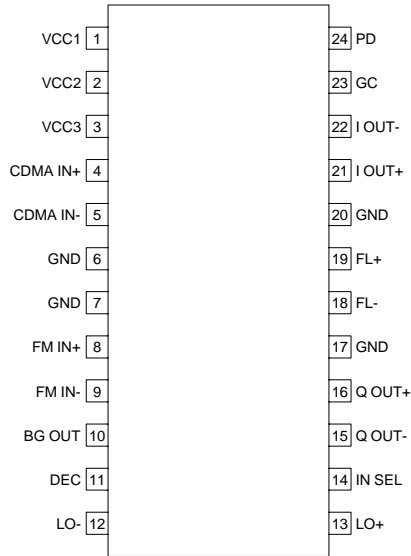 VCC1 1 24 PD
VCC2 2 23 GC
VCC3 3 22 I OUT-
CDMA IN+ 4 21 I OUT+
CDMA IN- 5 20 GND
GND 6 19 FL+
GND 7 18 FL-
FM IN+ 8 17 GND
FM IN- 9 16 Q OUT+
BG OUT 10 15 Q OUT-
DEC 11 14 IN SEL
LO- 12 13 LO+